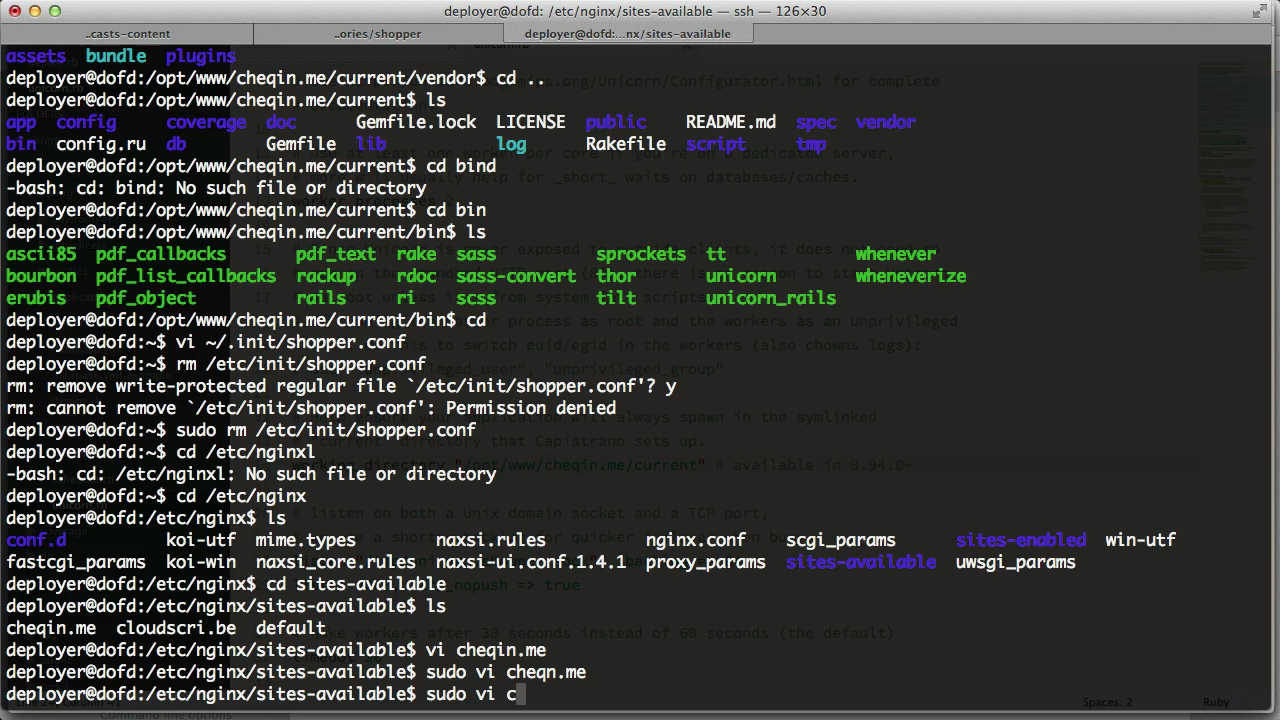 deployer@dofd: /etc/nginx/sites-available — ssh — 126×30
..casts-content ..ories/shopper deployer@dofd:...nx/sites-available
assets bundle plugins
deployer@dofd:/opt/www/cheqin.me/current/vendor$ cd ..
deployer@dofd:/opt/www/cheqin.me/current$ ls
app config coverage doc Gemfile.lock LICENSE public README.md spec vendor
bin config.ru db Gemfile lib log Rakefile script tmp
deployer@dofd:/opt/www/cheqin.me/current$ cd bind
-bash: cd: bind: No such file or directory
deployer@dofd:/opt/www/cheqin.me/current$ cd bin
deployer@dofd:/opt/www/cheqin.me/current/bin$ ls
ascii85 pdf_callbacks pdf_text rake sass sprockets tt whenever
bourbon pdf_list_callbacks rackup rdoc sass-convert thor unicorn wheneverize
erubis pdf_object rails ri scss tilt unicorn_rails
deployer@dofd:/opt/www/cheqin.me/current/bin$ cd
deployer@dofd:~$ vi ~/.init/shopper.conf
deployer@dofd:~$ rm /etc/init/shopper.conf
rm: remove write-protected regular file `/etc/init/shopper.conf'? y
rm: cannot remove `/etc/init/shopper.conf': Permission denied
deployer@dofd:~$ sudo rm /etc/init/shopper.conf
deployer@dofd:~$ cd /etc/nginxl
-bash: cd: /etc/nginxl: No such file or directory
deployer@dofd:~$ cd /etc/nginx
deployer@dofd:/etc/nginx$ ls
conf.d koi-utf mime.types naxsi.rules nginx.conf scgi_params sites-enabled win-utf
fastcgi_params koi-win naxsi_core.rules naxsi-ui.conf.1.4.1 proxy_params sites-available uwsgi_params
deployer@dofd:/etc/nginx$ cd sites-available
deployer@dofd:/etc/nginx/sites-available$ ls
cheqin.me cloudscri.be default
deployer@dofd:/etc/nginx/sites-available$ vi cheqin.me
deployer@dofd:/etc/nginx/sites-available$ sudo vi cheqn.me
deployer@dofd:/etc/nginx/sites-available$ sudo vi c
Spaces: 2 Ruby